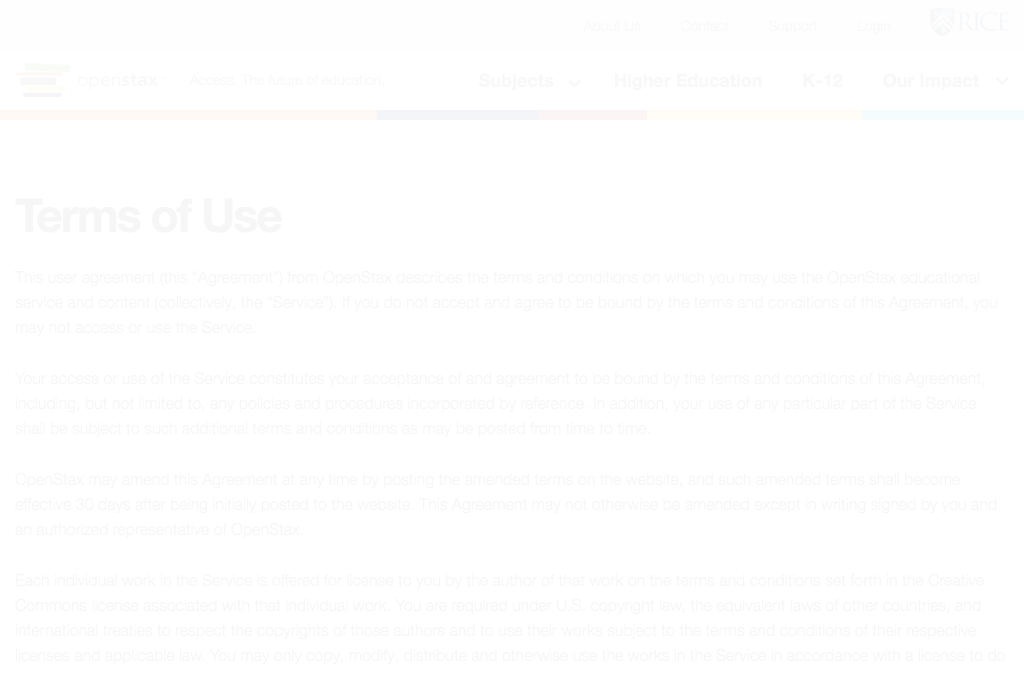 About Us Contact Support Login RICE
openstax Access. The future of education. Subjects Higher Education K-12 Our Impact
Terms of Use
This user agreement (this “Agreement”) from OpenStax describes the terms and conditions on which you may use the OpenStax educational
service and content (collectively, the “Service”). If you do not accept and agree to be bound by the terms and conditions of this Agreement, you
may not access or use the Service.
Your access or use of the Service constitutes your acceptance of and agreement to be bound by the terms and conditions of this Agreement,
including, but not limited to, any policies and procedures incorporated by reference. In addition, your use of any particular part of the Service
shall be subject to such additional terms and conditions as may be posted from time to time.
OpenStax may amend this Agreement at any time by posting the amended terms on the website, and such amended terms shall become
effective 30 days after being initially posted to the website. This Agreement may not otherwise be amended except in writing signed by you and
an authorized representative of OpenStax.
Each individual work in the Service is offered for license to you by the author of that work on the terms and conditions set forth in the Creative
Commons license associated with that individual work. You are required under U.S. copyright law, the equivalent laws of other countries, and
international treaties to respect the copyrights of those authors and to use their works subject to the terms and conditions of their respective
licenses and applicable law. You may only copy, modify, distribute and otherwise use the works in the Service in accordance with a license to do